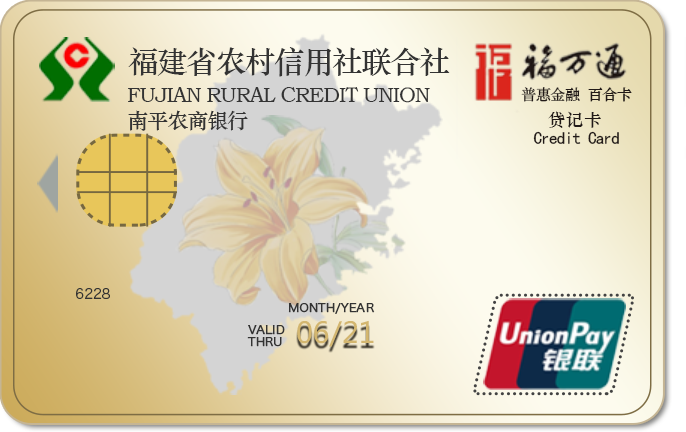 福建省农村信用社联合社
FUJIAN RURAL CREDIT UNION
南平农商银行
福
福万通
普惠金融 百合卡
贷记卡
Credit Card
6228
MONTH/YEAR
VALID THRU 06/21
UnionPay
银联